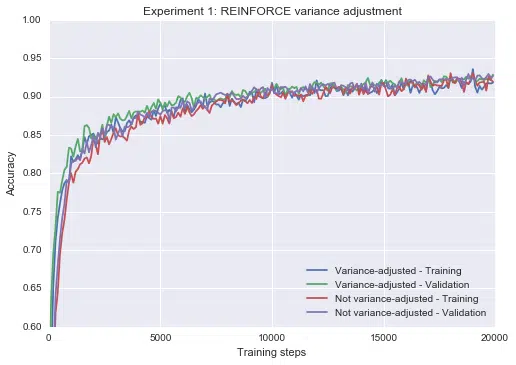 Experiment 1: REINFORCE variance adjustment
1.00
0.95
0.90
0.85
0.80
0.75
0.70
0.65
0.60
Accuracy
Variance-adjusted - Training
Variance-adjusted - Validation
Not variance-adjusted - Training
Not variance-adjusted - Validation
0 5000 10000 15000 20000
Training steps